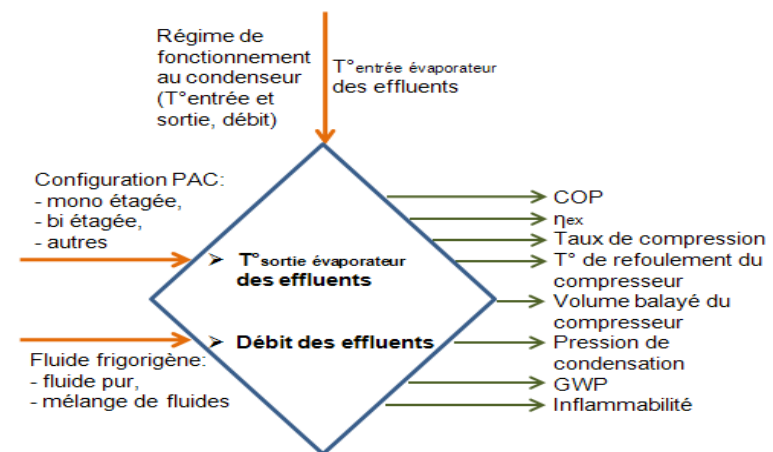 Régime de
fonctionnement
au condenseur
(T°entrée et
sortie, débit)
T°entrée évaporateur
des effluents
Configuration PAC:
- mono étagée,
- bi étagée,
- autres
➢ T°sortie évaporateur
des effluents
➢ Débit des effluents
Fluide frigorigène:
- fluide pur,
- mélange de fluides
COP
ηex
Taux de compression
T° de refoulement du
compresseur
Volume balayé du
compresseur
Pression de
condensation
GWP
Inflammabilité